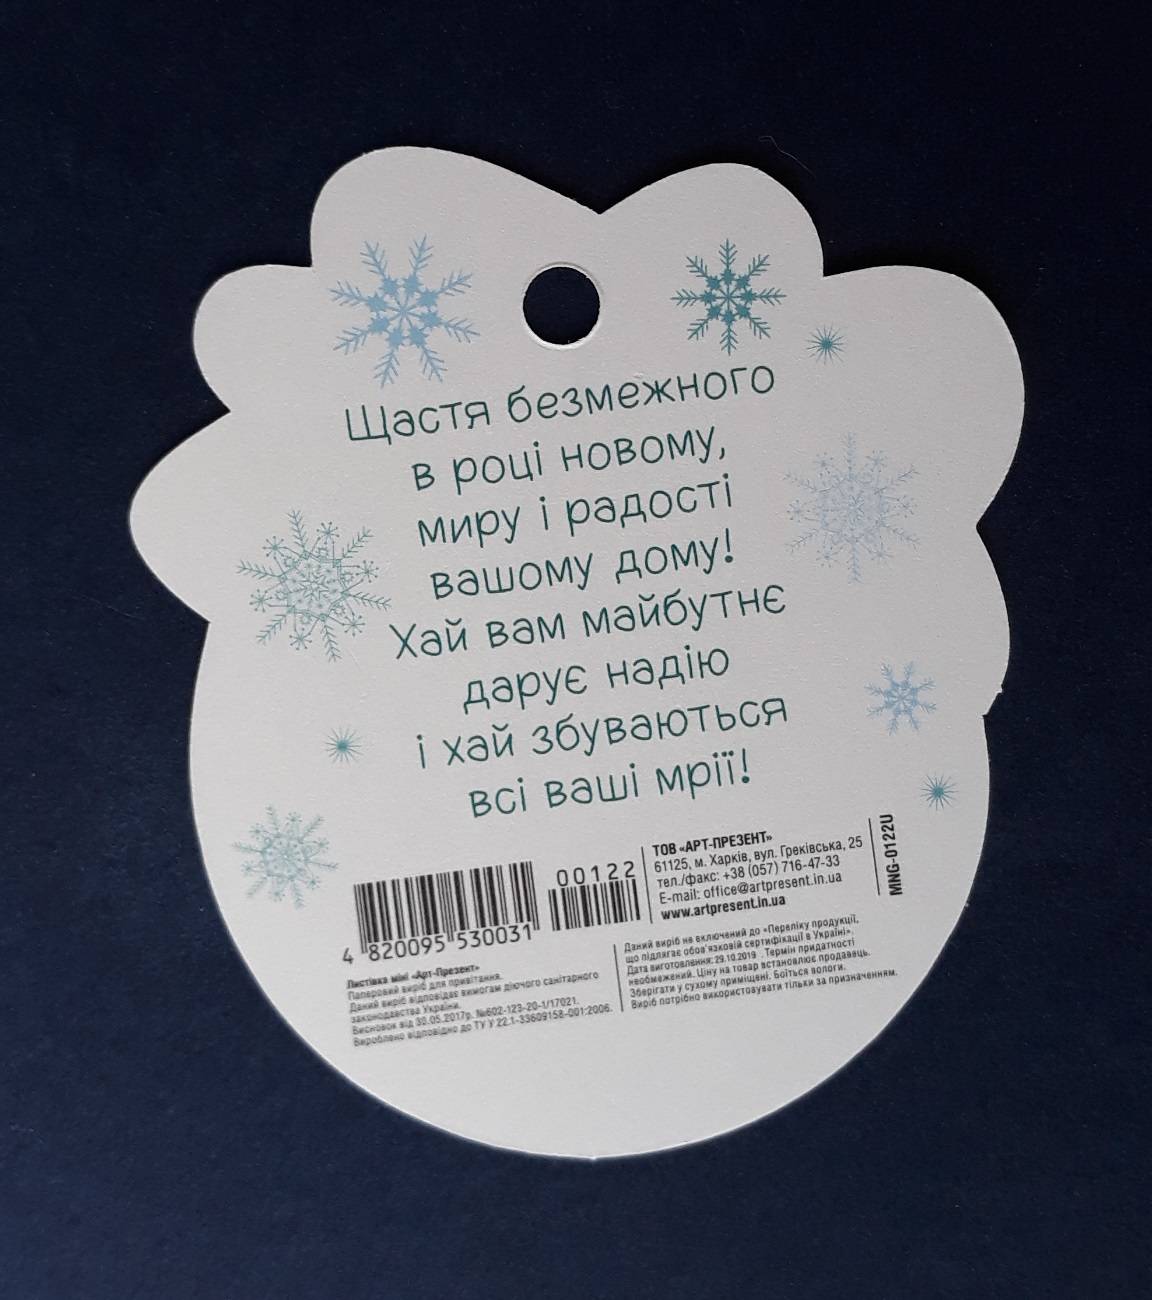 Щастя безмежного
в році новому,
миру і радості
вашому дому!
Хай вам майбутнє
дарує надію
і хай збуваються
всі ваші мрії!
4 820095 530031
00122
ТОВ «АРТ-ПРЕЗЕНТ»
61125, м. Харків, вул. Греківська, 25
тел./факс: +38 (057) 716-47-33
E-mail: office@artpresent.in.ua
www.artpresent.in.ua
MNG-0122U
Листівка міні «Арт-Презент»
Паперовий виріб для привітання.
Даний виріб відповідає вимогам діючого санітарного
законодавства України.
Висновок від 30.05.2017р. №602-123-20-1/17021.
Вироблено відповідно до ТУ У 22.1-33609158-001:2006.
Даний виріб не включений до «Переліку продукції,
що підлягає обов'язковій сертифікації в Україні».
Дата виготовлення: 29.10.2019 . Термін придатності
необмежений. Ціну на товар встановлює продавець.
Зберігати у сухому приміщені. Боїться вологи.
Виріб потрібно використовувати тільки за призначенням.